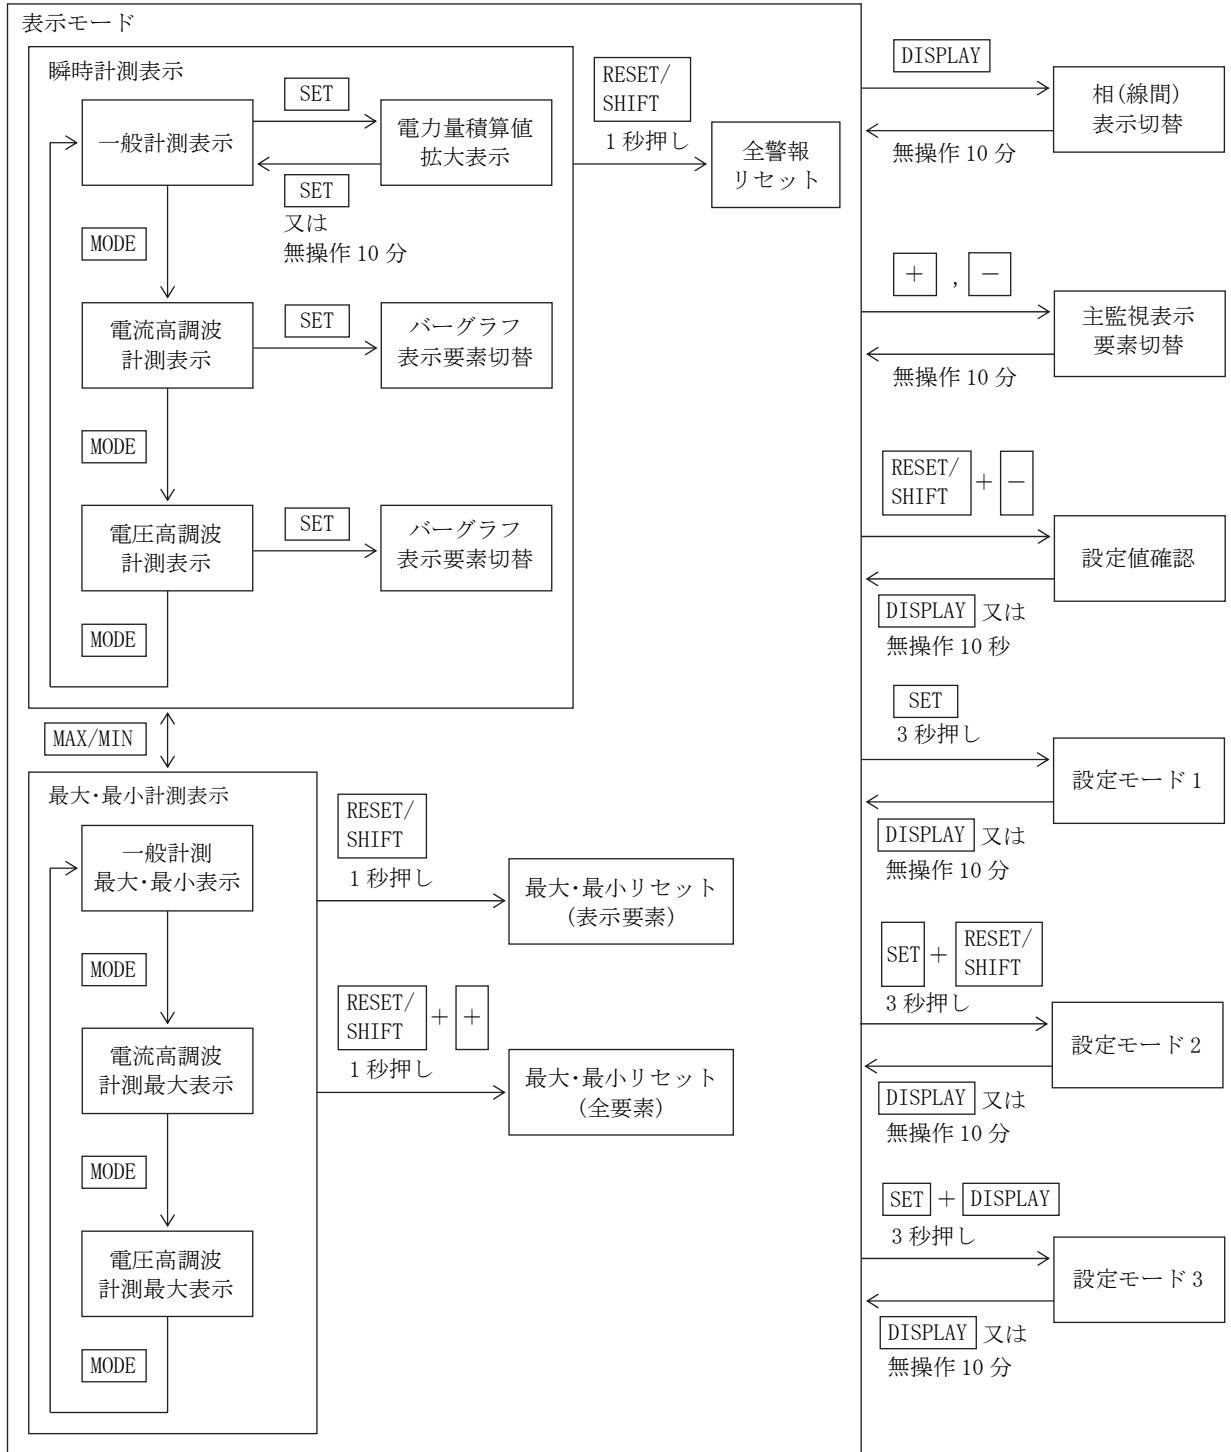 表示モード
瞬時計測表示
一般計測表示
SET
電力量積算値
拡大表示
SET
又は
無操作 10 分
MODE
電流高調波
計測表示
SET
バーグラフ
表示要素切替
MODE
電圧高調波
計測表示
SET
バーグラフ
表示要素切替
MODE
RESET/
SHIFT
1 秒押し
全警報
リセット
MAX/MIN
最大・最小計測表示
一般計測
最大・最小表示
MODE
電流高調波
計測最大表示
MODE
電圧高調波
計測最大表示
MODE
RESET/
SHIFT
1 秒押し
最大・最小リセット
(表示要素)
RESET/
SHIFT + +
1 秒押し
最大・最小リセット
(全要素)
DISPLAY
相(線間)
表示切替
無操作 10 分
+ , −
主監視表示
要素切替
無操作 10 分
RESET/
SHIFT + −
設定値確認
DISPLAY 又は
無操作 10 秒
SET
3 秒押し
設定モード 1
DISPLAY 又は
無操作 10 分
SET + RESET/
SHIFT
3 秒押し
設定モード 2
DISPLAY 又は
無操作 10 分
SET + DISPLAY
3 秒押し
設定モード 3
DISPLAY 又は
無操作 10 分